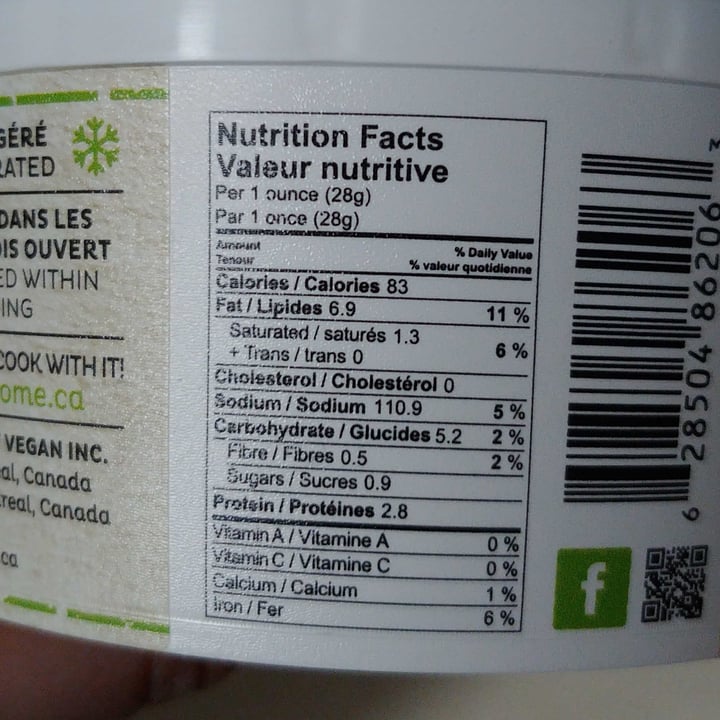 GÉRÉ
RATED
DANS LES
IS OUVERT
ED WITHIN
ING
COOK WITH IT!
ome.ca
VEGAN INC.
al, Canada
real, Canada
ca
Nutrition Facts
Valeur nutritive
Per 1 ounce (28g)
Par 1 once (28g)
Amount
Teneur
% Daily Value
% valeur quotidienne
Calories / Calories 83
Fat / Lipides 6.9 11 %
Saturated / saturés 1.3
+ Trans / trans 0 6 %
Cholesterol / Cholestérol 0
Sodium / Sodium 110.9 5 %
Carbohydrate / Glucides 5.2 2 %
Fibre / Fibres 0.5 2 %
Sugars / Sucres 0.9
Protein / Protéines 2.8
Vitamin A / Vitamine A 0 %
Vitamin C / Vitamine C 0 %
Calcium / Calcium 1 %
Iron / Fer 6 %
6 28504 86206 3
f